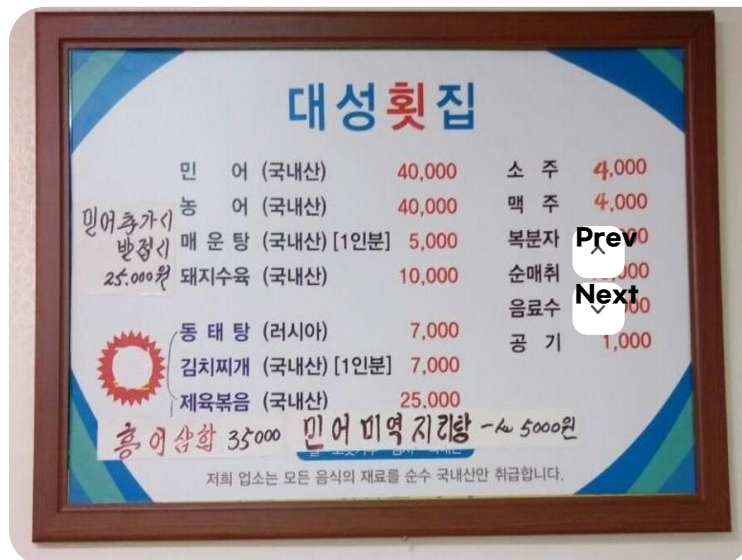 대성횟집
민 어 (국내산) 40,000
농 어 (국내산) 40,000
매운탕 (국내산) [1인분] 5,000
돼지수육 (국내산) 10,000
민어추가시
반접시
25.000원
동태탕 (러시아) 7,000
김치찌개 (국내산) [1인분] 7,000
제육볶음 (국내산) 25,000
소 주 4,000
맥 주 4,000
복분자
Prev
순매취
Next
음료수
공 기 1,000
홍어삼합 35000
민어미역지리탕 5000원
저희 업소는 모든 음식의 재료를 순수 국내산만 취급합니다.